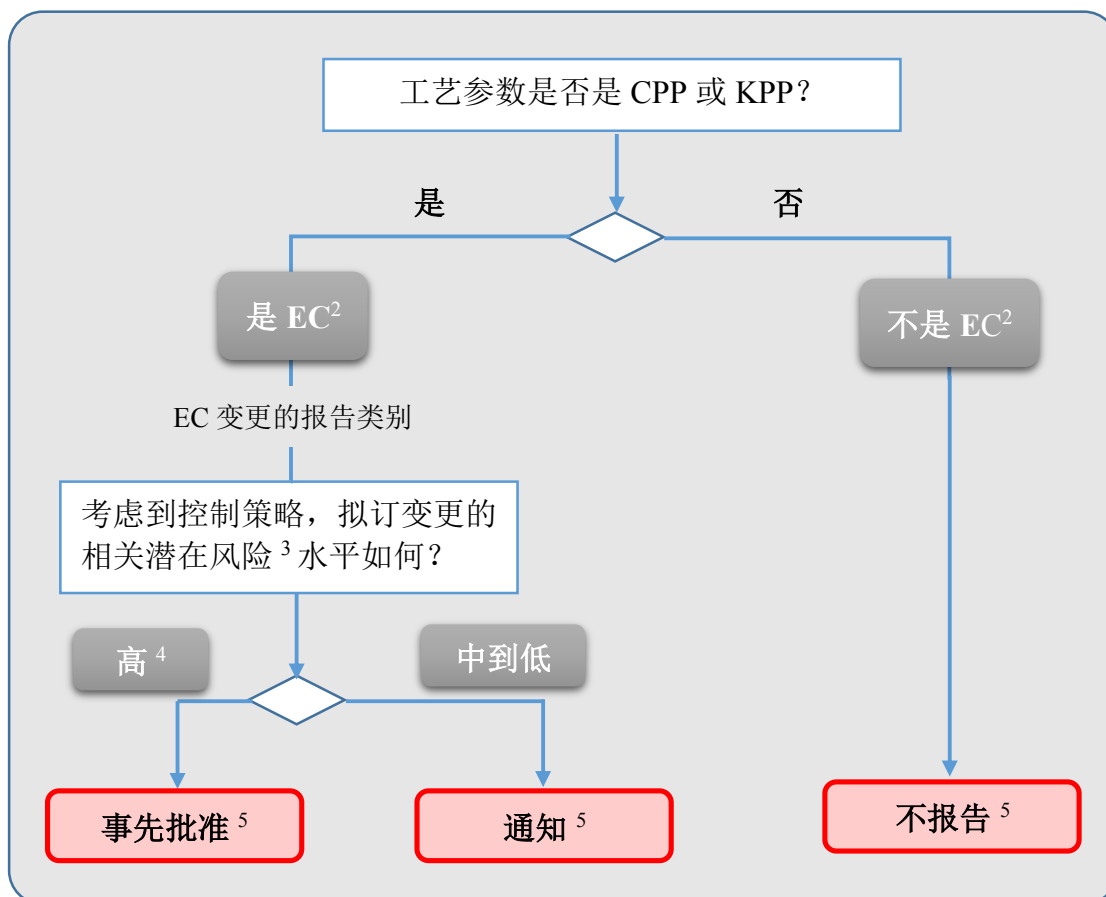 工艺参数是否是 CPP 或 KPP？
是
否
是 EC²
不是 EC²
EC 变更的报告类别
考虑到控制策略，拟订变更的
相关潜在风险 ³ 水平如何？
高 ⁴
中到低
事先批准 ⁵
通知 ⁵
不报告 ⁵